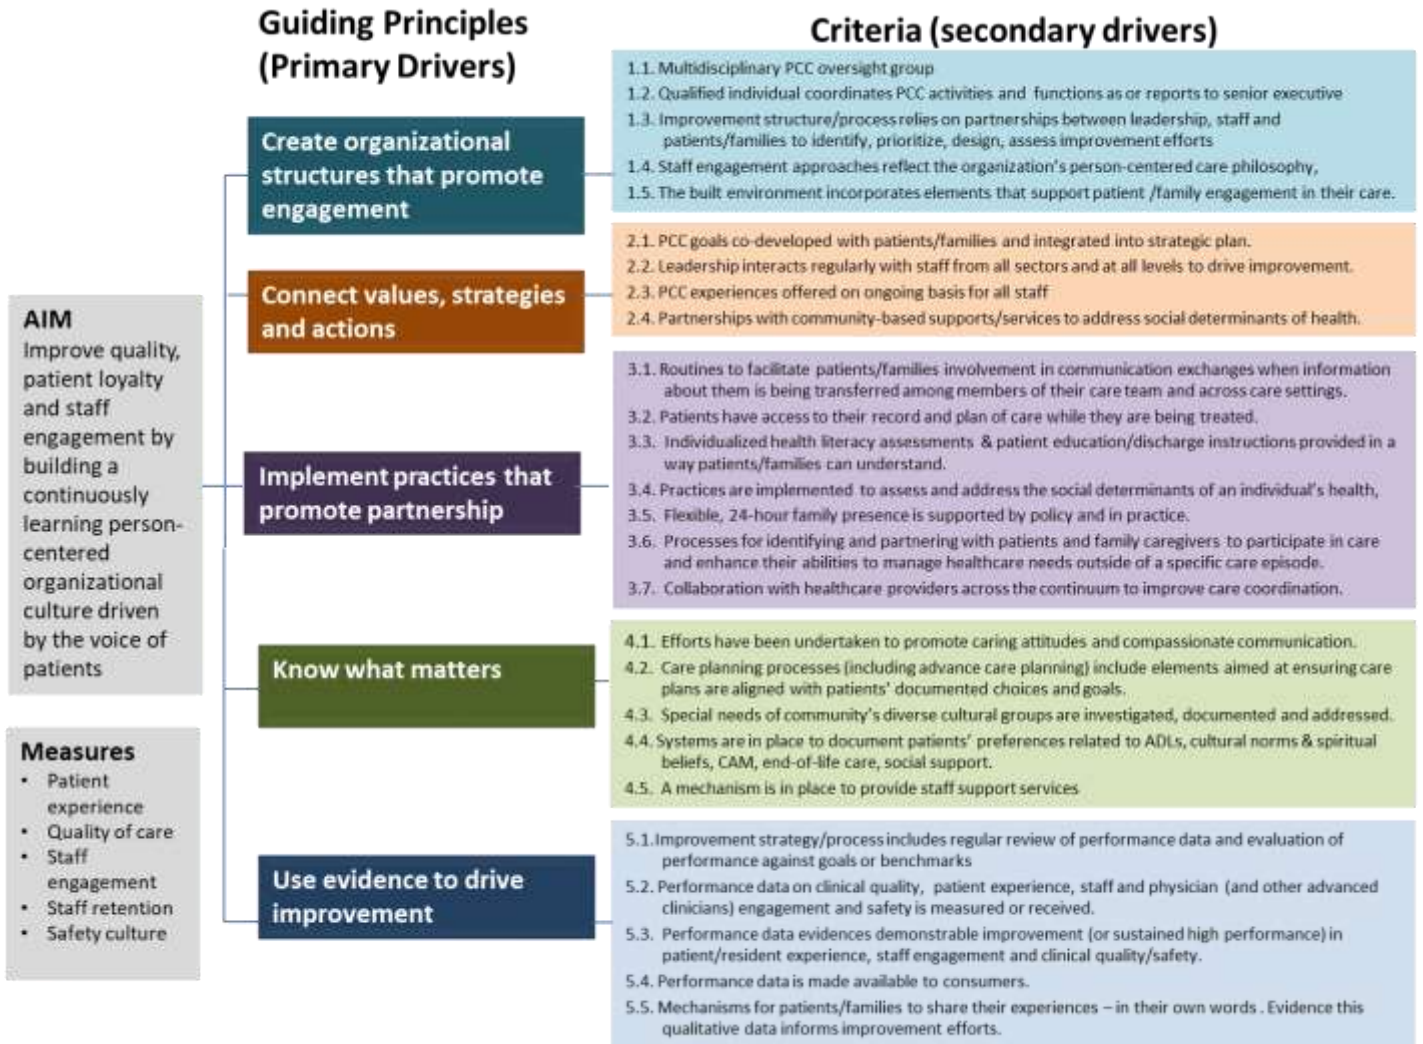 Guiding Principles
(Primary Drivers)
Criteria (secondary drivers)
AIM
Improve quality,
patient loyalty
and staff
engagement by
building a
continuously
learning person-
centered
organizational
culture driven
by the voice of
patients
Measures
• Patient
experience
• Quality of care
• Staff
engagement
• Staff retention
• Safety culture
Create organizational
structures that promote
engagement
1.1. Multidisciplinary PCC oversight group
1.2. Qualified individual coordinates PCC activities and functions as or reports to senior executive
1.3. Improvement structure/process relies on partnerships between leadership, staff and
patients/families to identify, prioritize, design, assess improvement efforts
1.4. Staff engagement approaches reflect the organization's person-centered care philosophy,
1.5. The built environment incorporates elements that support patient /family engagement in their care.
Connect values, strategies
and actions
2.1. PCC goals co-developed with patients/families and integrated into strategic plan.
2.2. Leadership interacts regularly with staff from all sectors and at all levels to drive improvement.
2.3. PCC experiences offered on ongoing basis for all staff
2.4. Partnerships with community-based supports/services to address social determinants of health.
Implement practices that
promote partnership
3.1. Routines to facilitate patients/families involvement in communication exchanges when information
about them is being transferred among members of their care team and across care settings.
3.2. Patients have access to their record and plan of care while they are being treated.
3.3. Individualized health literacy assessments & patient education/discharge instructions provided in a
way patients/families can understand.
3.4. Practices are implemented to assess and address the social determinants of an individual's health,
3.5. Flexible, 24-hour family presence is supported by policy and in practice.
3.6. Processes for identifying and partnering with patients and family caregivers to participate in care
and enhance their abilities to manage healthcare needs outside of a specific care episode.
3.7. Collaboration with healthcare providers across the continuum to improve care coordination.
Know what matters
4.1. Efforts have been undertaken to promote caring attitudes and compassionate communication.
4.2. Care planning processes (including advance care planning) include elements aimed at ensuring care
plans are aligned with patients' documented choices and goals.
4.3. Special needs of community's diverse cultural groups are investigated, documented and addressed.
4.4. Systems are in place to document patients' preferences related to ADLs, cultural norms & spiritual
beliefs, CAM, end-of-life care, social support.
4.5. A mechanism is in place to provide staff support services
Use evidence to drive
improvement
5.1. Improvement strategy/process includes regular review of performance data and evaluation of
performance against goals or benchmarks
5.2. Performance data on clinical quality, patient experience, staff and physician (and other advanced
clinicians) engagement and safety is measured or received.
5.3. Performance data evidences demonstrable improvement (or sustained high performance) in
patient/resident experience, staff engagement and clinical quality/safety.
5.4. Performance data is made available to consumers.
5.5. Mechanisms for patients/families to share their experiences – in their own words . Evidence this
qualitative data informs improvement efforts.